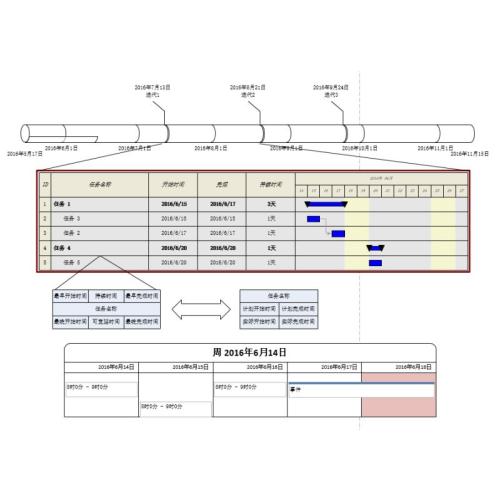 2016年7月13日
迭代1
2016年8月21日
迭代2
2016年9月24日
迭代3
2016年5月17日
2016年6月1日
2016年7月1日
2016年8月1日
2016年9月1日
2016年10月1日
2016年11月1日
2016年11月15日
ID 任务名称 开始时间 完成 持续时间
1 任务 1 2016/6/15 2016/6/17 3天
2 任务 3 2016/6/15 2016/6/15 1天
3 任务 2 2016/6/17 2016/6/17 1天
4 任务 4 2016/6/20 2016/6/20 1天
5 任务 5 2016/6/20 2016/6/20 1天
最早开始时间 持续时间 最早完成时间
任务名称
最晚开始时间 可宽延时间 最晚完成时间
任务名称
计划开始时间 计划完成时间
实际开始时间 实际完成时间
周 2016年6月14日
2016年6月14日 2016年6月15日 2016年6月16日 2016年6月17日 2016年6月18日
8时0分 - 9时0分
8时0分 - 9时0分
8时0分 - 9时0分
事件